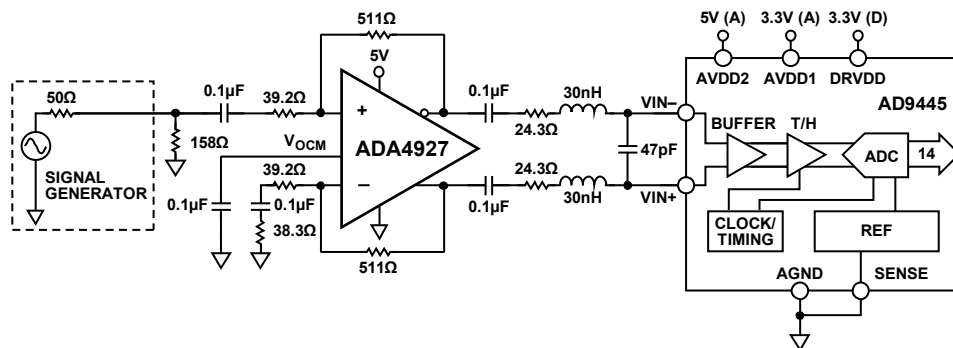 511Ω
5V (A)
3.3V (A)
3.3V (D)
5V
AVDD2
AVDD1
DRVDD
50Ω
0.1µF
39.2Ω
0.1µF
30nH
VIN–
AD9445
+
24.3Ω
BUFFER
T/H
158Ω
VOCM
ADA4927
47pF
ADC
14
SIGNAL
GENERATOR
39.2Ω
–
24.3Ω
0.1µF
0.1µF
0.1µF
30nH
VIN+
38.3Ω
CLOCK/
TIMING
REF
511Ω
AGND
SENSE